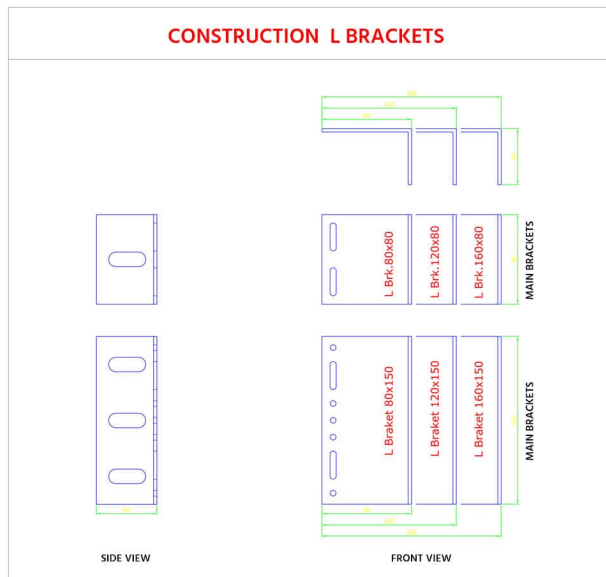 CONSTRUCTION L BRACKETS
L Brk.80x80
L Brk.120x80
L Brk.160x80
MAIN BRACKETS
L Braket 80x150
L Braket 120x150
L Braket 160x150
MAIN BRACKETS
SIDE VIEW
FRONT VIEW